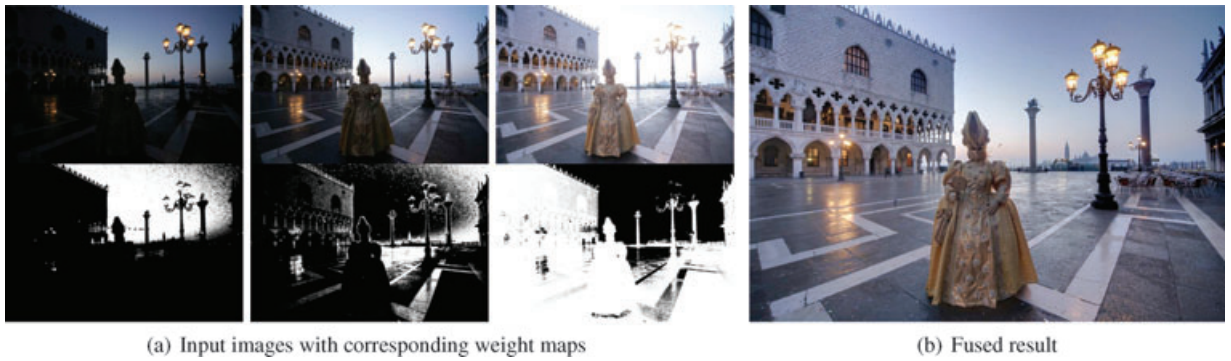 (a) Input images with corresponding weight maps
(b) Fused result